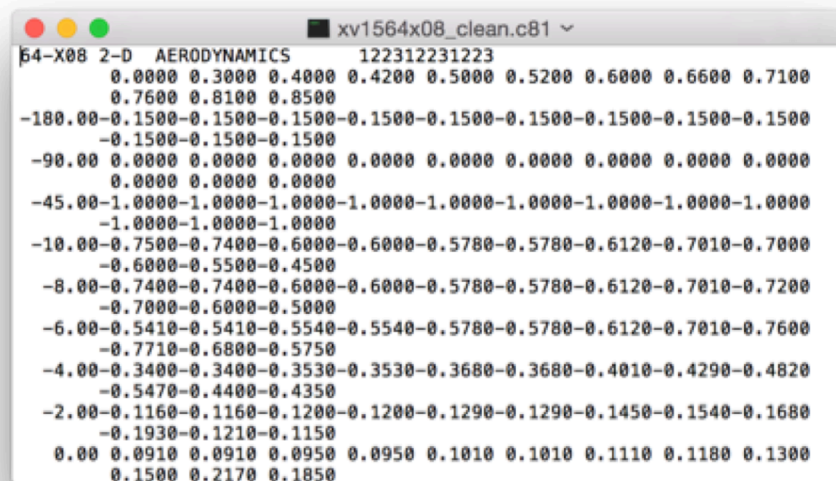 xv1564x08_clean.c81
64-X08 2-D  AERODYNAMICS      122312231223
       0.0000 0.3000 0.4000 0.4200 0.5000 0.5200 0.6000 0.6600 0.7100
       0.7600 0.8100 0.8500
-180.00-0.1500-0.1500-0.1500-0.1500-0.1500-0.1500-0.1500-0.1500-0.1500
       -0.1500-0.1500-0.1500
 -90.00 0.0000 0.0000 0.0000 0.0000 0.0000 0.0000 0.0000 0.0000 0.0000
        0.0000 0.0000 0.0000
 -45.00-1.0000-1.0000-1.0000-1.0000-1.0000-1.0000-1.0000-1.0000-1.0000
       -1.0000-1.0000-1.0000
 -10.00-0.7500-0.7400-0.6000-0.6000-0.5780-0.5780-0.6120-0.7010-0.7000
       -0.6000-0.5500-0.4500
  -8.00-0.7400-0.7400-0.6000-0.6000-0.5780-0.5780-0.6120-0.7010-0.7200
       -0.7000-0.6000-0.5000
  -6.00-0.5410-0.5410-0.5540-0.5540-0.5780-0.5780-0.6120-0.7010-0.7600
       -0.7710-0.6800-0.5750
  -4.00-0.3400-0.3400-0.3530-0.3530-0.3680-0.3680-0.4010-0.4290-0.4820
       -0.5470-0.4400-0.4350
  -2.00-0.1160-0.1160-0.1200-0.1200-0.1290-0.1290-0.1450-0.1540-0.1680
       -0.1930-0.1210-0.1150
   0.00 0.0910 0.0910 0.0950 0.0950 0.1010 0.1010 0.1110 0.1180 0.1300
        0.1500 0.2170 0.1850